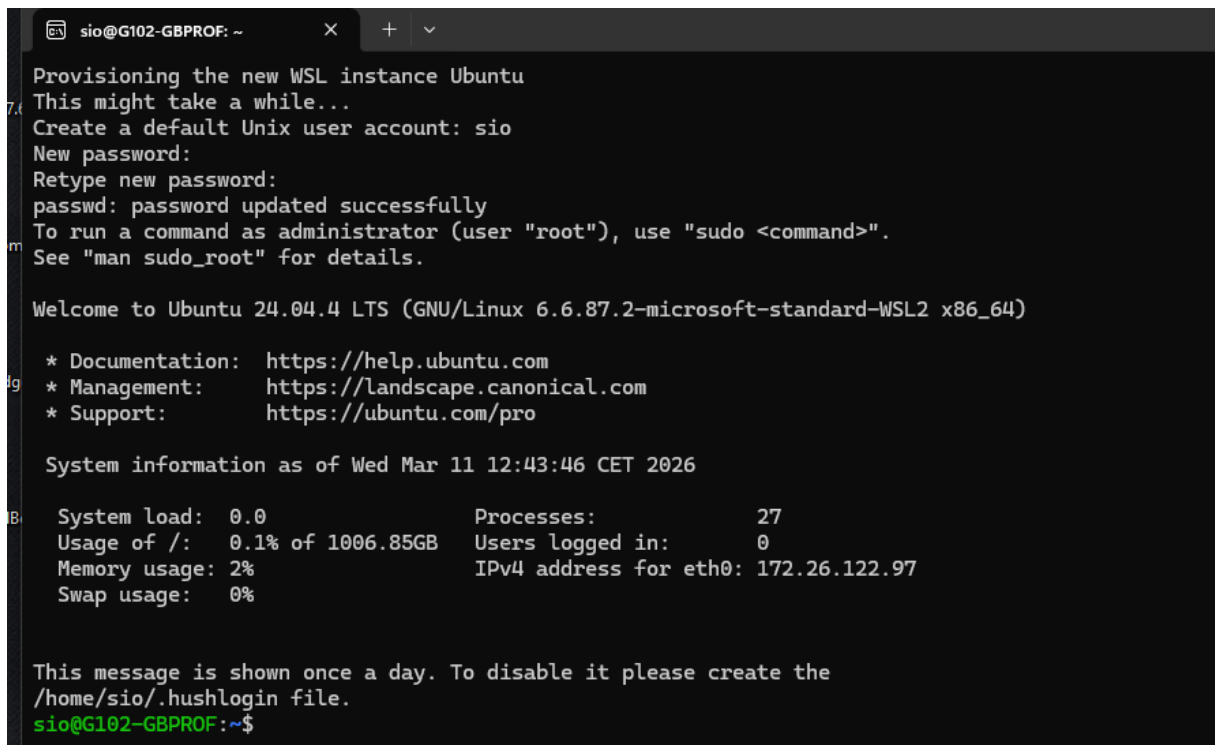 sio@G102-GBPROF: ~
Provisioning the new WSL instance Ubuntu
This might take a while...
Create a default Unix user account: sio
New password:
Retype new password:
passwd: password updated successfully
To run a command as administrator (user "root"), use "sudo <command>".
See "man sudo_root" for details.
Welcome to Ubuntu 24.04.4 LTS (GNU/Linux 6.6.87.2-microsoft-standard-WSL2 x86_64)
* Documentation: https://help.ubuntu.com
* Management: https://landscape.canonical.com
* Support: https://ubuntu.com/pro
System information as of Wed Mar 11 12:43:46 CET 2026
System load: 0.0 Processes: 27
Usage of /: 0.1% of 1006.85GB Users logged in: 0
Memory usage: 2% IPv4 address for eth0: 172.26.122.97
Swap usage: 0%
This message is shown once a day. To disable it please create the
/home/sio/.hushlogin file.
sio@G102-GBPROF:~$